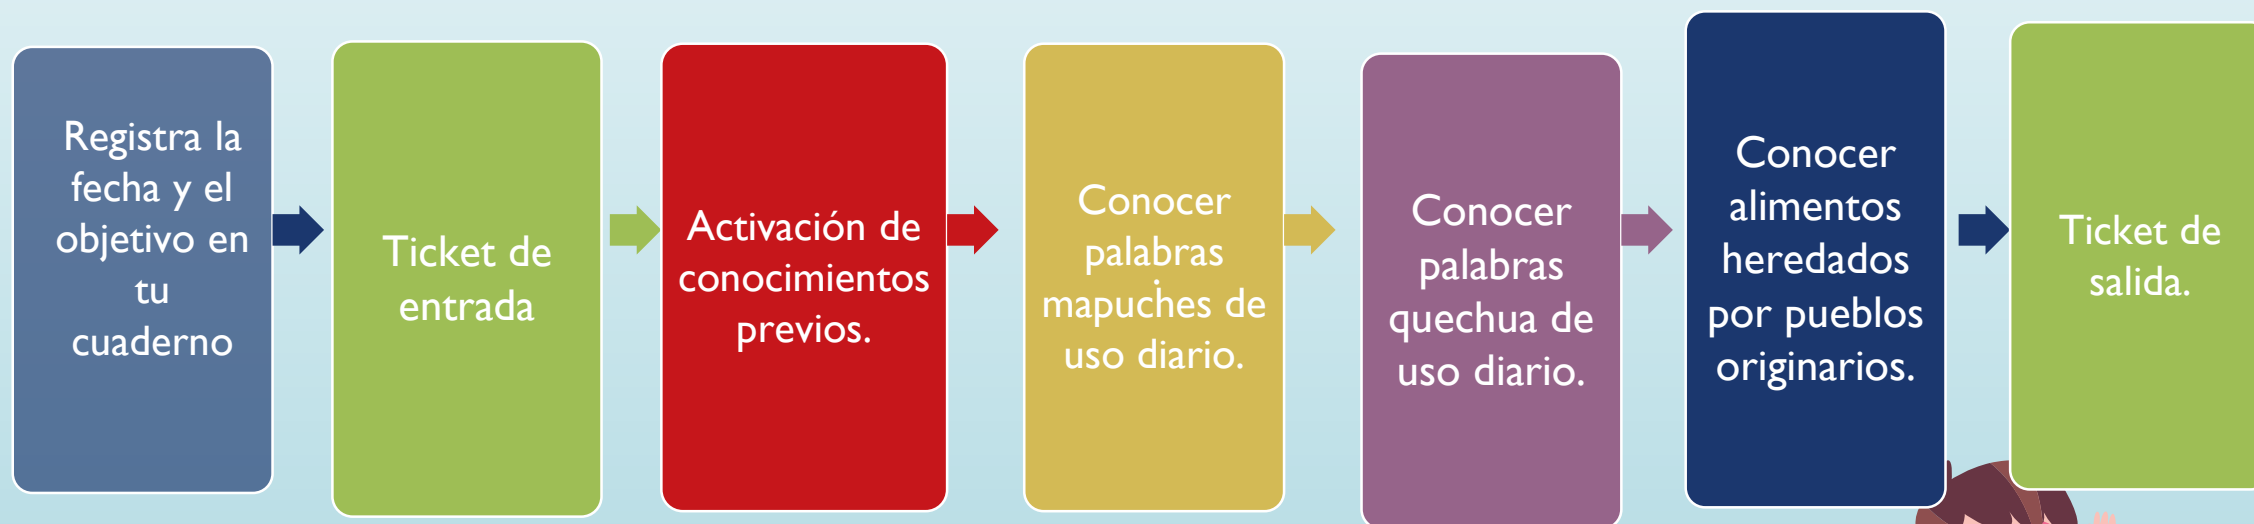 Registra la
fecha y el
objetivo en
tu
cuaderno
Ticket de
entrada
Activación de
conocimientos
previos.
Conocer
palabras
mapuches de
uso diario.
Conocer
palabras
quechua de
uso diario.
Conocer
alimentos
heredados
por pueblos
originarios.
Ticket de
salida.